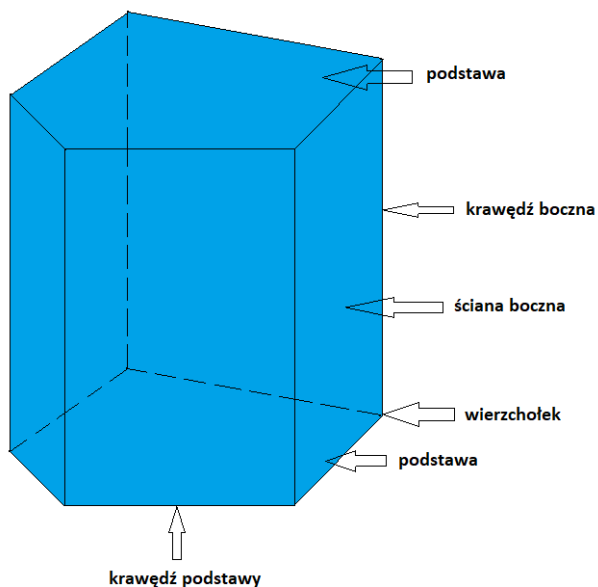 podstawa
krawędź boczna
ściana boczna
wierzchołek
podstawa
krawędź podstawy